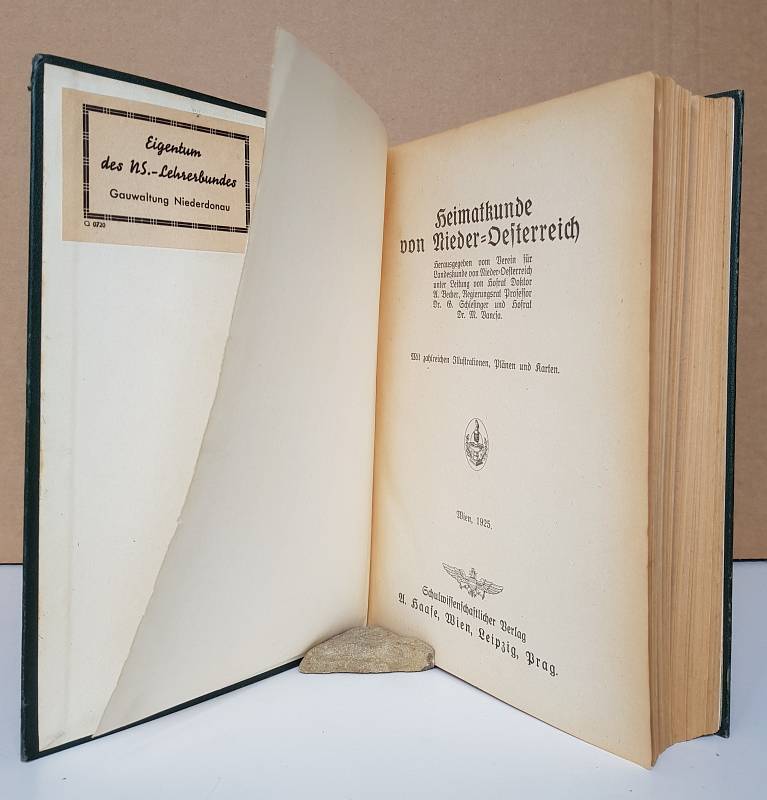 Eigentum
des NS.-Lehrerbundes
Gauwaltung Niederdonau
Q 0720
Heimatkunde
von Nieder-Oesterreich
Herausgegeben vom Verein für
Landeskunde von Nieder-Oesterreich
unter Leitung von Hofrat Doktor
A. Becker, Regierungsrat Professor
Dr. G. Schlesinger und Hofrat
Dr. M. Vancsa.
Mit zahlreichen Illustrationen, Plänen und Karten.
Wien, 1925.
Schulwissenschaftlicher Verlag
A. Haase, Wien, Leipzig, Prag.